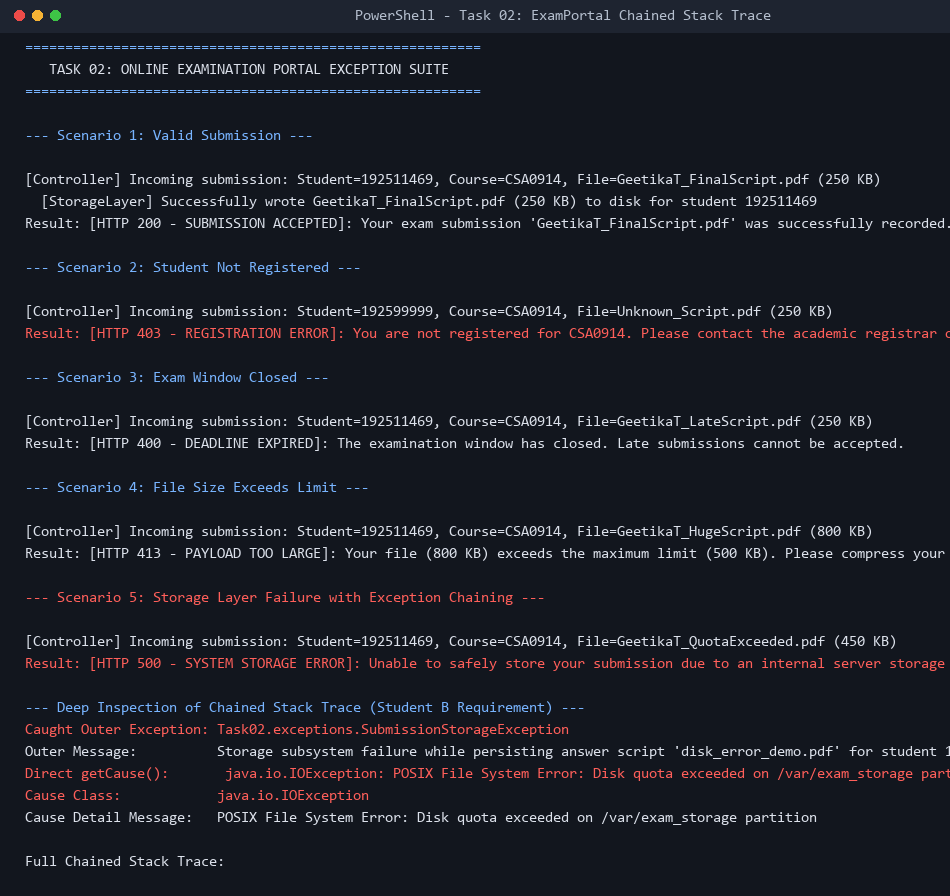 PowerShell - Task 02: ExamPortal Chained Stack Trace
=========================================================
TASK 02: ONLINE EXAMINATION PORTAL EXCEPTION SUITE
=========================================================
--- Scenario 1: Valid Submission ---
[Controller] Incoming submission: Student=192511469, Course=CSA0914, File=GeetikaT_FinalScript.pdf (250 KB)
[StorageLayer] Successfully wrote GeetikaT_FinalScript.pdf (250 KB) to disk for student 192511469
Result: [HTTP 200 - SUBMISSION ACCEPTED]: Your exam submission 'GeetikaT_FinalScript.pdf' was successfully recorded.
--- Scenario 2: Student Not Registered ---
[Controller] Incoming submission: Student=192599999, Course=CSA0914, File=Unknown_Script.pdf (250 KB)
Result: [HTTP 403 - REGISTRATION ERROR]: You are not registered for CSA0914. Please contact the academic registrar
--- Scenario 3: Exam Window Closed ---
[Controller] Incoming submission: Student=192511469, Course=CSA0914, File=GeetikaT_LateScript.pdf (250 KB)
Result: [HTTP 400 - DEADLINE EXPIRED]: The examination window has closed. Late submissions cannot be accepted.
--- Scenario 4: File Size Exceeds Limit ---
[Controller] Incoming submission: Student=192511469, Course=CSA0914, File=GeetikaT_HugeScript.pdf (800 KB)
Result: [HTTP 413 - PAYLOAD TOO LARGE]: Your file (800 KB) exceeds the maximum limit (500 KB). Please compress your
--- Scenario 5: Storage Layer Failure with Exception Chaining ---
[Controller] Incoming submission: Student=192511469, Course=CSA0914, File=GeetikaT_QuotaExceeded.pdf (450 KB)
Result: [HTTP 500 - SYSTEM STORAGE ERROR]: Unable to safely store your submission due to an internal server storage
--- Deep Inspection of Chained Stack Trace (Student B Requirement) ---
Caught Outer Exception: Task02.exceptions.SubmissionStorageException
Outer Message: Storage subsystem failure while persisting answer script 'disk_error_demo.pdf' for student
Direct getCause(): java.io.IOException: POSIX File System Error: Disk quota exceeded on /var/exam_storage
Cause Class: java.io.IOException
Cause Detail Message: POSIX File System Error: Disk quota exceeded on /var/exam_storage partition
Full Chained Stack Trace: